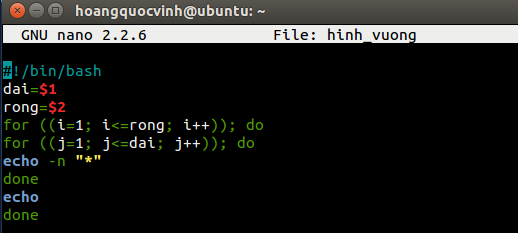 hoangquocvinh@ubuntu: ~
GNU nano 2.2.6 File: hinh_vuong
#!/bin/bash
dai=$1
rong=$2
for ((i=1; i<=rong; i++)); do
for ((j=1; j<=dai; j++)); do
echo -n "*"
done
echo
done